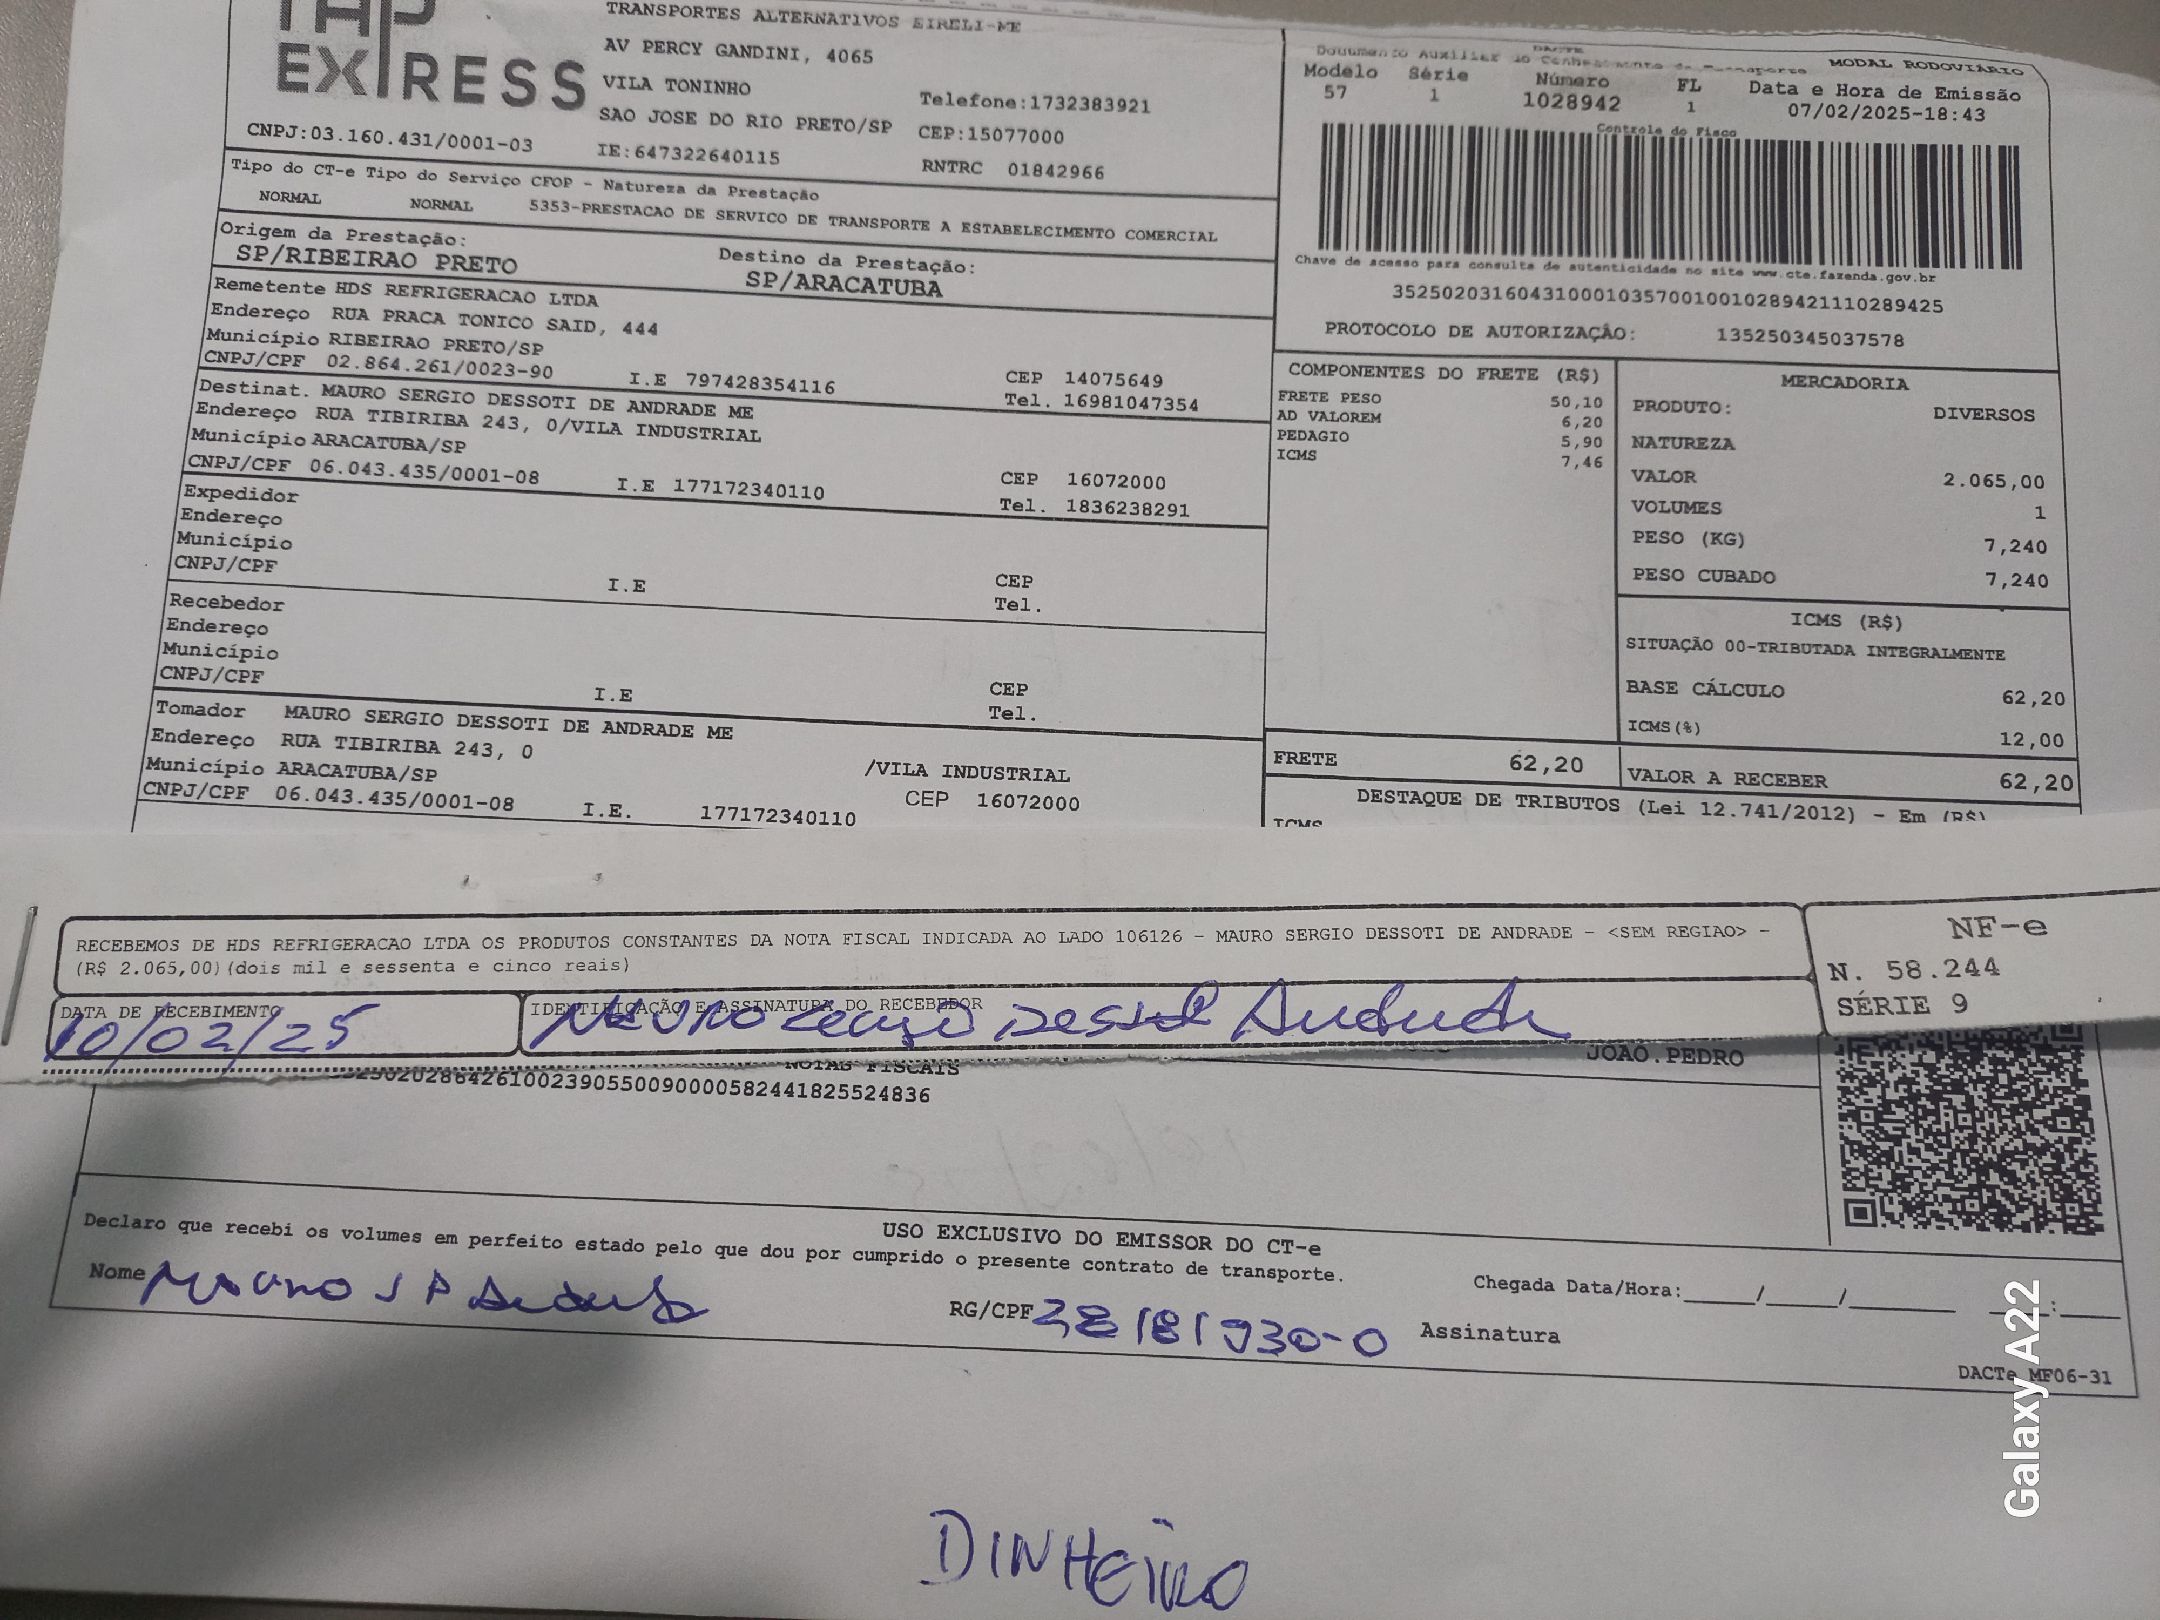 EXPRESS
TRANSPORTES ALTERNATIVOS EIRELI-ME
AV PERCY GANDINI, 4065
VILA TONINHO
Telefone:1732383921
SAO JOSE DO RIO PRETO/SP CEP:15077000
CNPJ:03.160.431/0001-03 IE:647322640115 RNTRC 01842966
DACTE MODAL RODOVIÁRIO
Documento Auxiliar do Conhecimento de Transporte
Modelo Série Número FL Data e Hora de Emissão
57 1 1028942 1 07/02/2025-18:43
Controle do Fisco
Chave de acesso para consulta de autenticidade no site www.cte.fazenda.gov.br
35250203160431000103570010010289421110289425
PROTOCOLO DE AUTORIZAÇÃO: 135250345037578
Tipo do CT-e Tipo do Serviço CFOP - Natureza da Prestação
NORMAL NORMAL 5353-PRESTACAO DE SERVICO DE TRANSPORTE A ESTABELECIMENTO COMERCIAL
Origem da Prestação: Destino da Prestação:
SP/RIBEIRAO PRETO SP/ARACATUBA
Remetente HDS REFRIGERACAO LTDA
Endereço RUA PRACA TONICO SAID, 444
Município RIBEIRAO PRETO/SP CEP 14075649
CNPJ/CPF 02.864.261/0023-90 I.E 797428354116 Tel. 16981047354
Destinat. MAURO SERGIO DESSOTI DE ANDRADE ME
Endereço RUA TIBIRIBA 243, 0/VILA INDUSTRIAL
Município ARACATUBA/SP CEP 16072000
CNPJ/CPF 06.043.435/0001-08 I.E 177172340110 Tel. 1836238291
Expedidor
Endereço
Município CEP
CNPJ/CPF I.E Tel.
Recebedor
Endereço
Município CEP
CNPJ/CPF I.E Tel.
Tomador MAURO SERGIO DESSOTI DE ANDRADE ME
Endereço RUA TIBIRIBA 243, 0 /VILA INDUSTRIAL
Município ARACATUBA/SP CEP 16072000
CNPJ/CPF 06.043.435/0001-08 I.E. 177172340110
COMPONENTES DO FRETE (R$)
FRETE PESO 50,10
AD VALOREM 6,20
PEDAGIO 5,90
ICMS 7,46
MERCADORIA
PRODUTO: DIVERSOS
NATUREZA
VALOR 2.065,00
VOLUMES 1
PESO (KG) 7,240
PESO CUBADO 7,240
ICMS (R$)
SITUAÇÃO 00-TRIBUTADA INTEGRALMENTE
BASE CÁLCULO 62,20
ICMS(%) 12,00
FRETE 62,20 VALOR A RECEBER 62,20
DESTAQUE DE TRIBUTOS (Lei 12.741/2012) - Em (R$)
ICMS
RECEBEMOS DE HDS REFRIGERACAO LTDA OS PRODUTOS CONSTANTES DA NOTA FISCAL INDICADA AO LADO 106126 - MAURO SERGIO DESSOTI DE ANDRADE - <SEM REGIAO> -
(R$ 2.065,00)(dois mil e sessenta e cinco reais)
NF-e
N. 58.244
SÉRIE 9
DATA DE RECEBIMENTO IDENTIFICAÇÃO E ASSINATURA DO RECEBEDOR
10/02/25
JOAO.PEDRO
NOTAS FISCAIS
35250202864261002390550090000582441825524836
USO EXCLUSIVO DO EMISSOR DO CT-e
Declaro que recebi os volumes em perfeito estado pelo que dou por cumprido o presente contrato de transporte.
Nome Mauro RG/CPF 28181930-0 Assinatura
Chegada Data/Hora:_____/_____/________ ____:____
DACTe MF06-31
DINHEIRO
Galaxy A22